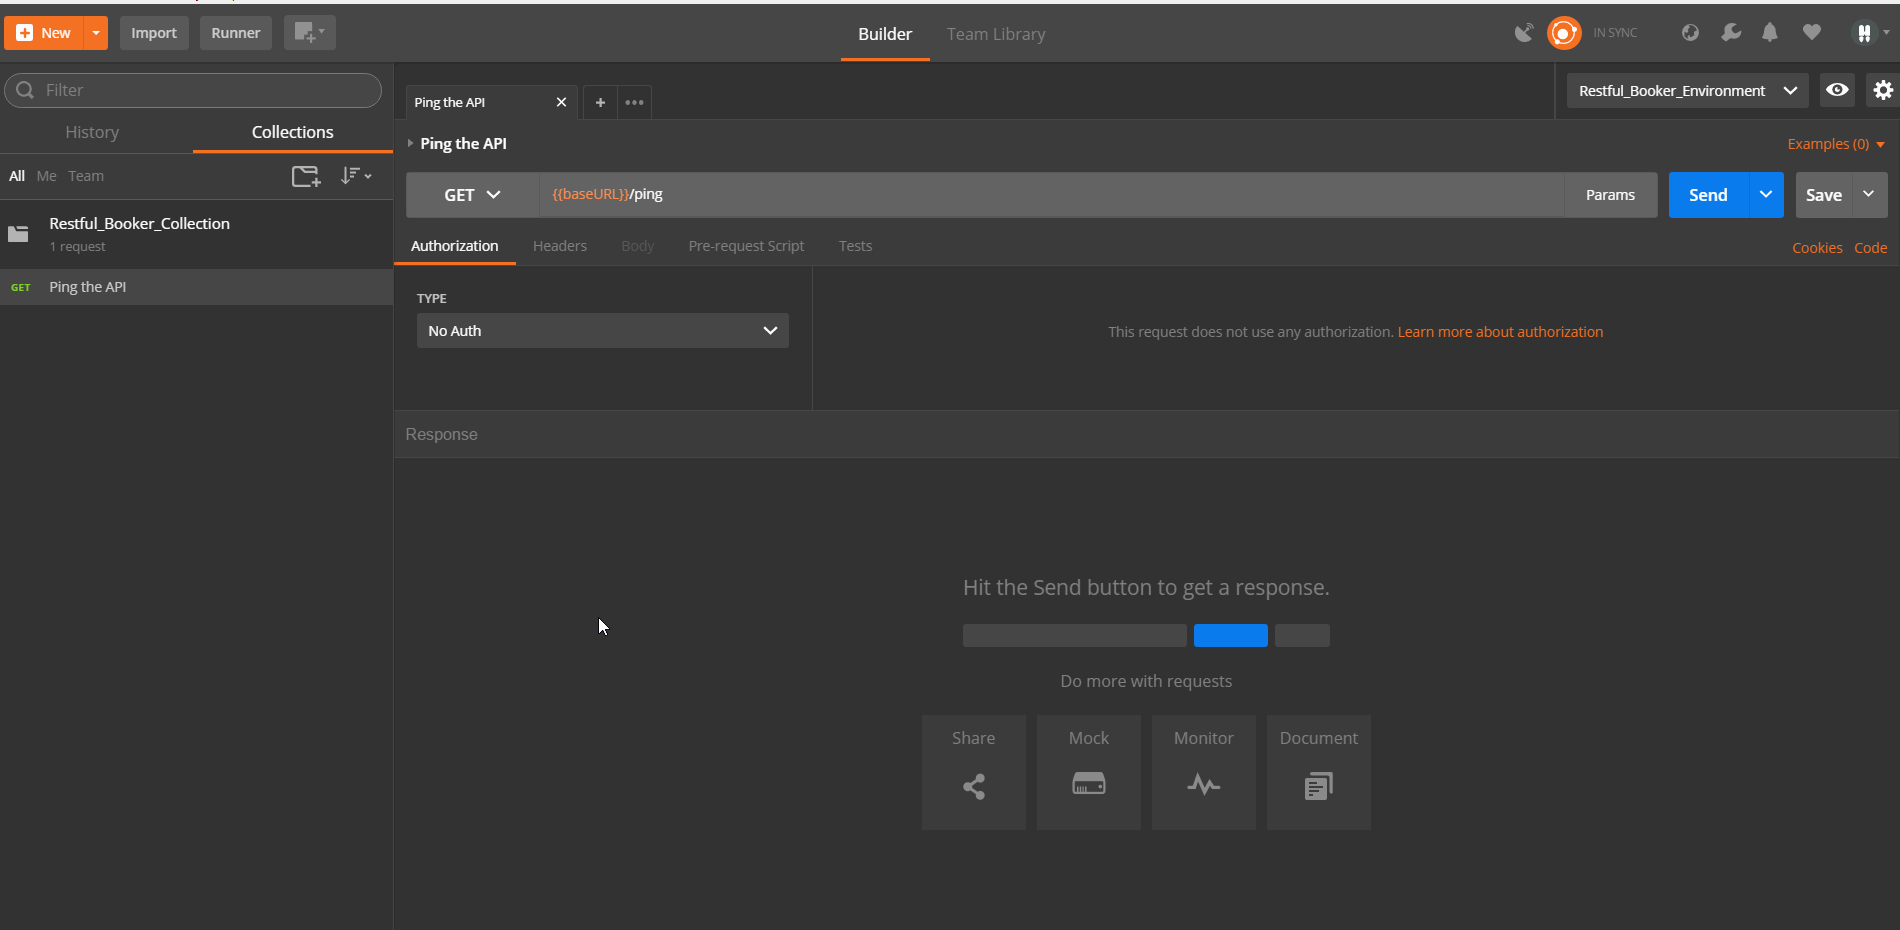 New Import Runner Builder Team Library IN SYNC
Filter
Ping the API
Restful_Booker_Environment
History Collections
Ping the API
Examples (0)
All Me Team
GET {{baseURL}}/ping Params Send Save
Restful_Booker_Collection
1 request
Authorization Headers Body Pre-request Script Tests
Cookies Code
GET Ping the API
TYPE
No Auth
This request does not use any authorization. Learn more about authorization
Response
Hit the Send button to get a response.
Do more with requests
Share Mock Monitor Document